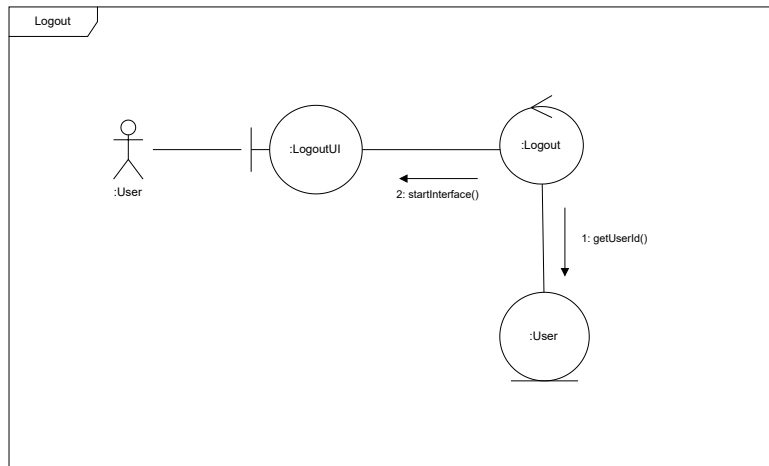 Logout
:LogoutUI
:Logout
:User
2: startInterface()
1: getUserId()
:User